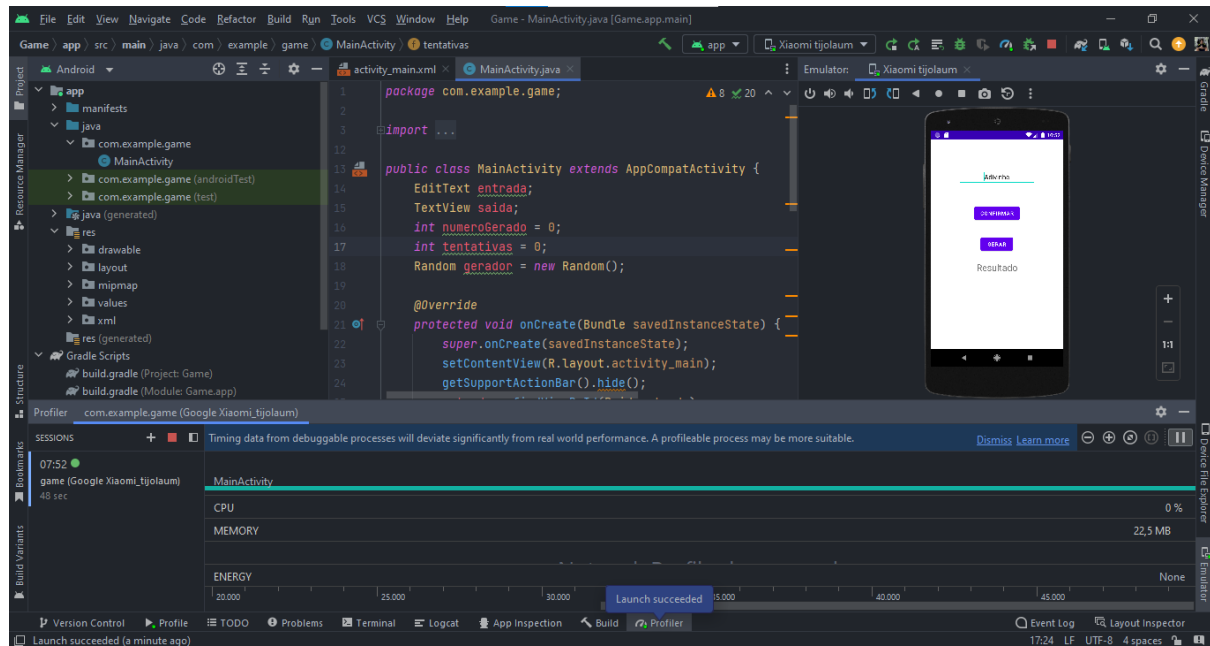 File Edit View Navigate Code Refactor Build Run Tools VCS Window Help Game - MainActivity.java [Game.app.main]
Game app src main java com example game MainActivity tentativas app Xiaomi tijolaum
Android activity_main.xml MainActivity.java Emulator: Xiaomi tijolaum
Project
Resource Manager
Structure
Bookmarks
Build Variants
app
manifests
java
com.example.game
MainActivity
com.example.game (androidTest)
com.example.game (test)
java (generated)
res
drawable
layout
mipmap
values
xml
res (generated)
Gradle Scripts
build.gradle (Project: Game)
build.gradle (Module: Game.app)
8 20
1 package com.example.game;
2
3 import ...
12
13 public class MainActivity extends AppCompatActivity {
14 EditText entrada;
15 TextView saida;
16 int numeroGerado = 0;
17 int tentativas = 0;
18 Random gerador = new Random();
19
20 @Override
21 protected void onCreate(Bundle savedInstanceState) {
22 super.onCreate(savedInstanceState);
23 setContentView(R.layout.activity_main);
24 getSupportActionBar().hide();
CONFIRMAR
GERAR
Resultado
1:1
Gradle
Device Manager
Device File Explorer
Emulator
Profiler com.example.game (Google Xiaomi_tijolaum)
SESSIONS
Timing data from debuggable processes will deviate significantly from real world performance. A profileable process may be more suitable. Dismiss Learn more
07:52
game (Google Xiaomi_tijolaum)
48 sec
MainActivity
CPU 0 %
MEMORY 22,5 MB
ENERGY None
20.000 25.000 30.000 40.000 45.000
Launch succeeded
Version Control Profile TODO Problems Terminal Logcat App Inspection Build Profiler Event Log Layout Inspector
Launch succeeded (a minute ago) 17:24 LF UTF-8 4 spaces